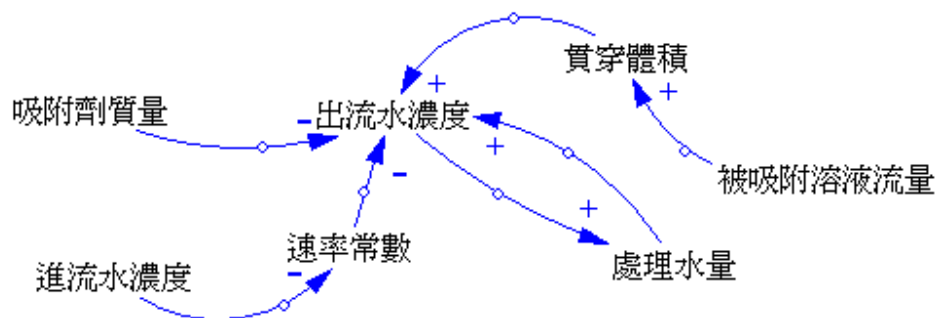 貫穿體積
+
+
吸附劑質量
-
出流水濃度
+
-
被吸附溶液流量
+
速率常數
-
處理水量
進流水濃度